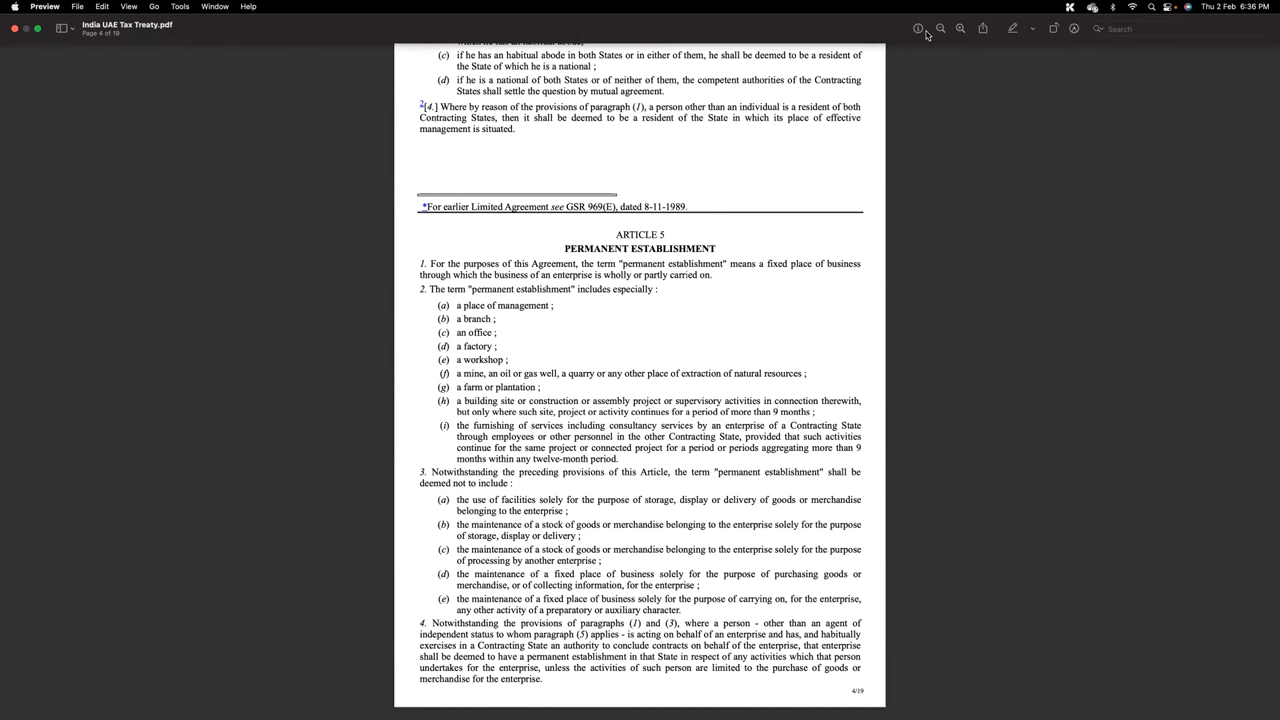 Preview File Edit View Go Tools Window Help Thu 2 Feb 6:36 PM
India UAE Tax Treaty.pdf
Page 4 of 19
Search
which he has an habitual abode;
(c) if he has an habitual abode in both States or in either of them, he shall be deemed to be a resident of
the State of which he is a national ;
(d) if he is a national of both States or of neither of them, the competent authorities of the Contracting
States shall settle the question by mutual agreement.
2[4.] Where by reason of the provisions of paragraph (1), a person other than an individual is a resident of both
Contracting States, then it shall be deemed to be a resident of the State in which its place of effective
management is situated.
*For earlier Limited Agreement see GSR 969(E), dated 8-11-1989.
ARTICLE 5
PERMANENT ESTABLISHMENT
1. For the purposes of this Agreement, the term "permanent establishment" means a fixed place of business
through which the business of an enterprise is wholly or partly carried on.
2. The term "permanent establishment" includes especially :
(a) a place of management ;
(b) a branch ;
(c) an office ;
(d) a factory ;
(e) a workshop ;
(f) a mine, an oil or gas well, a quarry or any other place of extraction of natural resources ;
(g) a farm or plantation ;
(h) a building site or construction or assembly project or supervisory activities in connection therewith,
but only where such site, project or activity continues for a period of more than 9 months ;
(i) the furnishing of services including consultancy services by an enterprise of a Contracting State
through employees or other personnel in the other Contracting State, provided that such activities
continue for the same project or connected project for a period or periods aggregating more than 9
months within any twelve-month period.
3. Notwithstanding the preceding provisions of this Article, the term "permanent establishment" shall be
deemed not to include :
(a) the use of facilities solely for the purpose of storage, display or delivery of goods or merchandise
belonging to the enterprise ;
(b) the maintenance of a stock of goods or merchandise belonging to the enterprise solely for the purpose
of storage, display or delivery ;
(c) the maintenance of a stock of goods or merchandise belonging to the enterprise solely for the purpose
of processing by another enterprise ;
(d) the maintenance of a fixed place of business solely for the purpose of purchasing goods or
merchandise, or of collecting information, for the enterprise ;
(e) the maintenance of a fixed place of business solely for the purpose of carrying on, for the enterprise,
any other activity of a preparatory or auxiliary character.
4. Notwithstanding the provisions of paragraphs (1) and (3), where a person - other than an agent of
independent status to whom paragraph (5) applies - is acting on behalf of an enterprise and has, and habitually
exercises in a Contracting State an authority to conclude contracts on behalf of the enterprise, that enterprise
shall be deemed to have a permanent establishment in that State in respect of any activities which that person
undertakes for the enterprise, unless the activities of such person are limited to the purchase of goods or
merchandise for the enterprise.
4/19